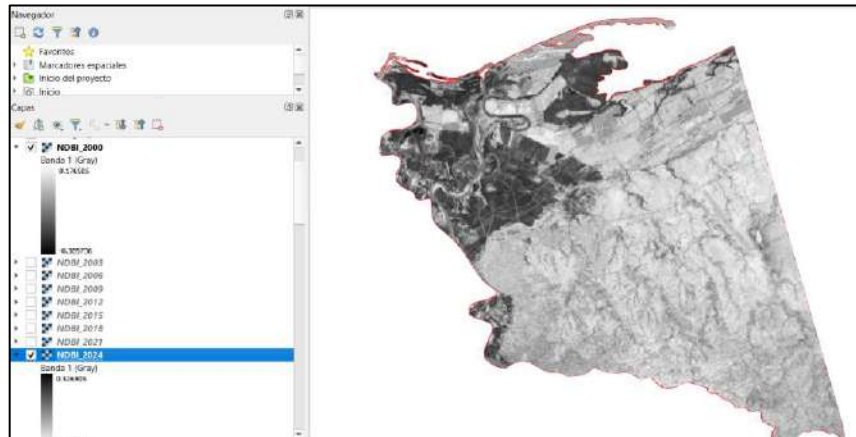 Navegador
Favoritos
Marcadores espaciales
Inicio del proyecto
Inicio
Capas
NDBI_2000
Banda 1 (Gray)
NDBI_2003
NDBI_2006
NDBI_2009
NDBI_2012
NDBI_2015
NDBI_2018
NDBI_2021
NDBI_2024
Banda 1 (Gray)